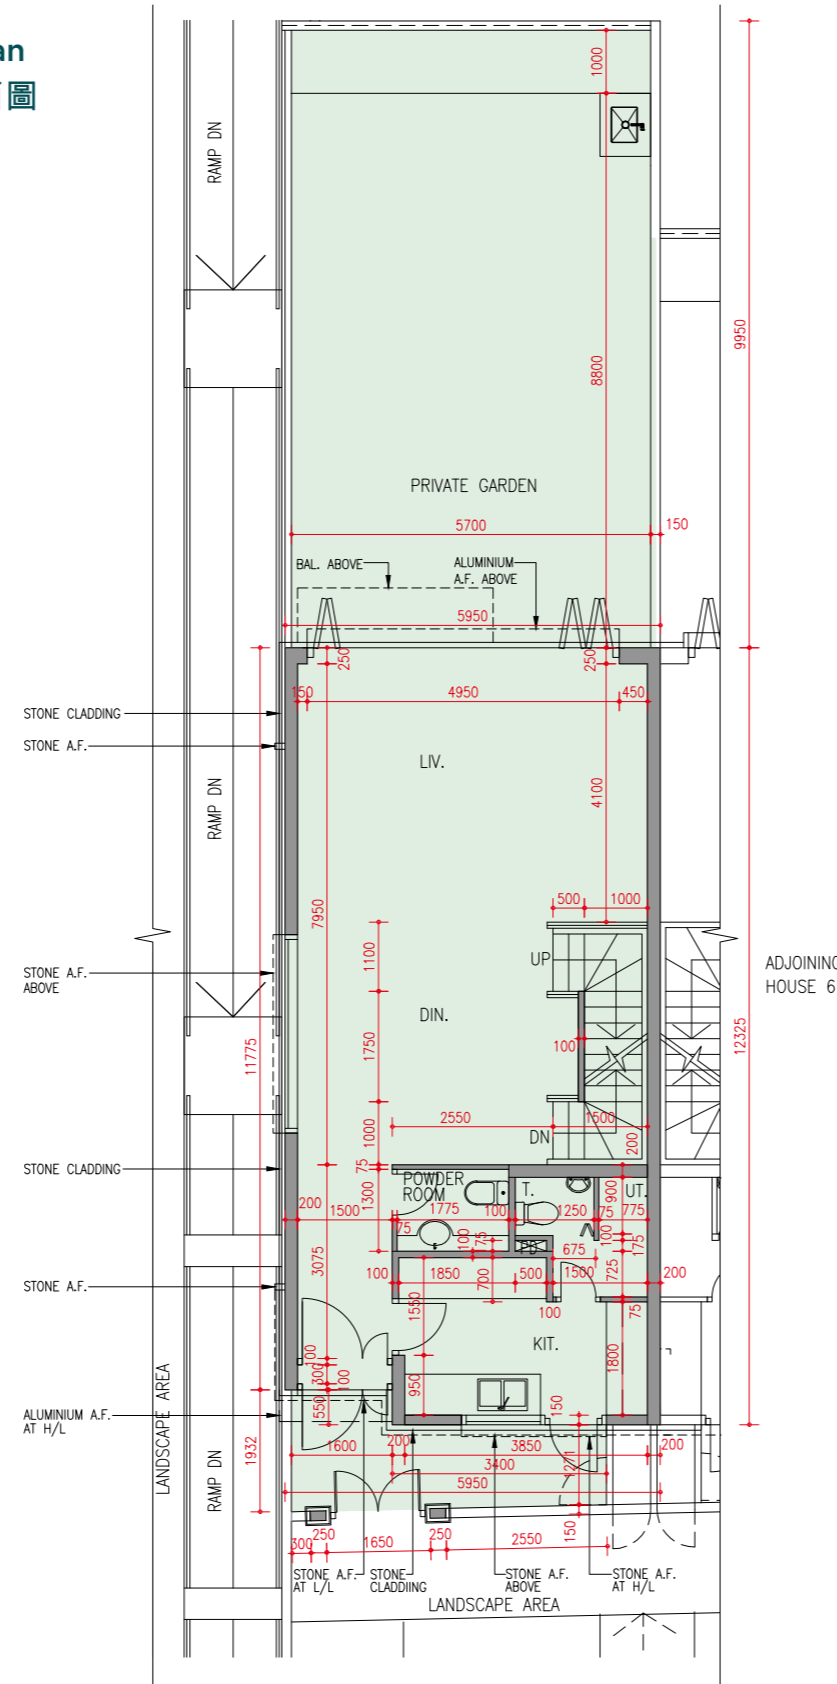 an
圖
RAMP DN
1000
9950
8800
PRIVATE GARDEN
5700
150
BAL. ABOVE
ALUMINIUM
A.F. ABOVE
5950
250
250
150
4950
450
STONE CLADDING
STONE A.F.
LIV.
RAMP DN
4100
500
1000
7950
1100
UP
STONE A.F.
ABOVE
ADJOINING
HOUSE 6
DIN.
11775
1750
100
12325
2550
1500
DN
1000
200
STONE CLADDING
75
POWDER
ROOM
T.
UT.
1300
900
200
1500
1775
100
1250
75
775
75
100
75
PD
675
100
175
3075
STONE A.F.
100
1850
700
500
1500
725
200
1550
100
75
KIT.
1800
100
300
100
950
550
150
LANDSCAPE AREA
ALUMINIUM A.F.
AT H/L
1932
RAMP DN
1600
200
3850
200
3400
1271
5950
150
300
250
1650
250
2550
STONE A.F.
AT L/L
STONE
CLADDING
STONE A.F.
ABOVE
STONE A.F.
AT H/L
LANDSCAPE AREA